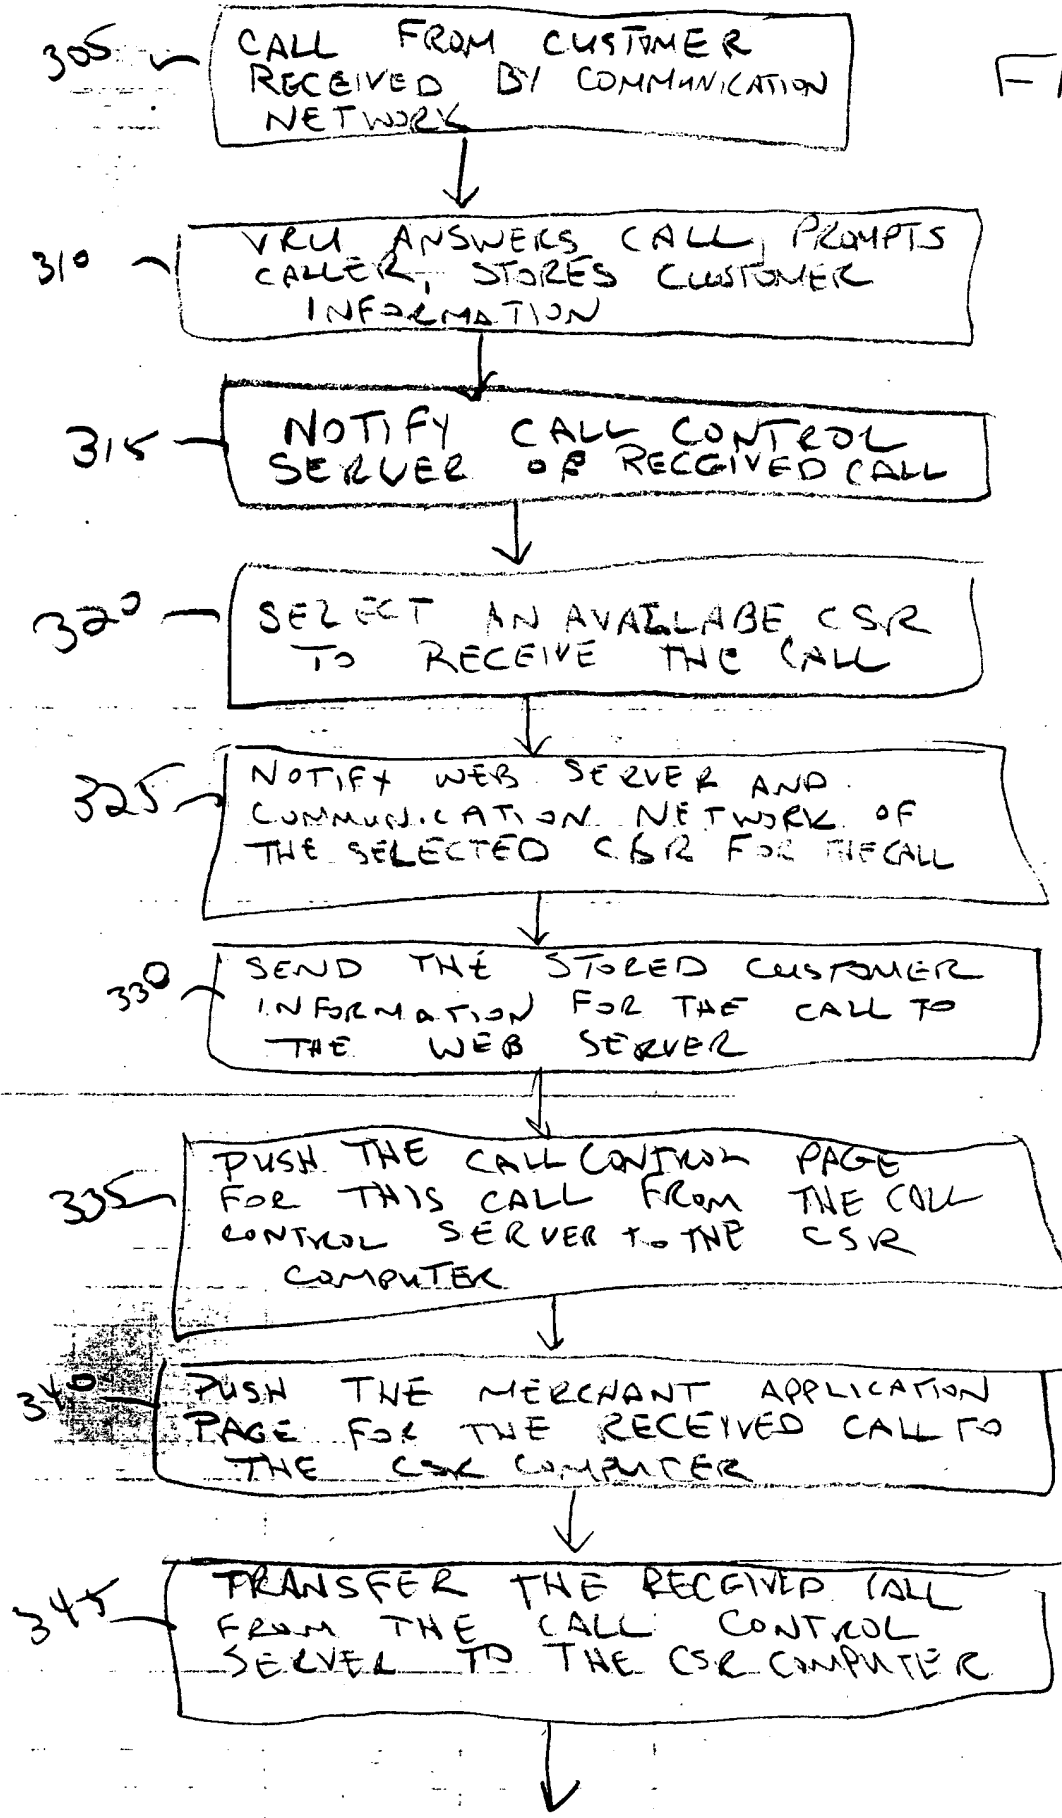 FI
305
CALL FROM CUSTOMER
RECEIVED BY COMMUNICATION
NETWORK
310
VRU ANSWERS CALL, PROMPTS
CALLER, STORES CUSTOMER
INFORMATION
315
NOTIFY CALL CONTROL
SERVER OF RECEIVED CALL
320
SELECT AN AVAILABE CSR
TO RECEIVE THE CALL
325
NOTIFY WEB SERVER AND
COMMUNICATION NETWORK OF
THE SELECTED CSR FOR THE CALL
330
SEND THE STORED CUSTOMER
INFORMATION FOR THE CALL TO
THE WEB SERVER
335
PUSH THE CALL CONTROL PAGE
FOR THIS CALL FROM THE CALL
CONTROL SERVER TO THE CSR
COMPUTER
340
PUSH THE MERCHANT APPLICATION
PAGE FOR THE RECEIVED CALL TO
THE CSR COMPUTER
345
TRANSFER THE RECEIVED CALL
FROM THE CALL CONTROL
SERVER TO THE CSR COMPUTER